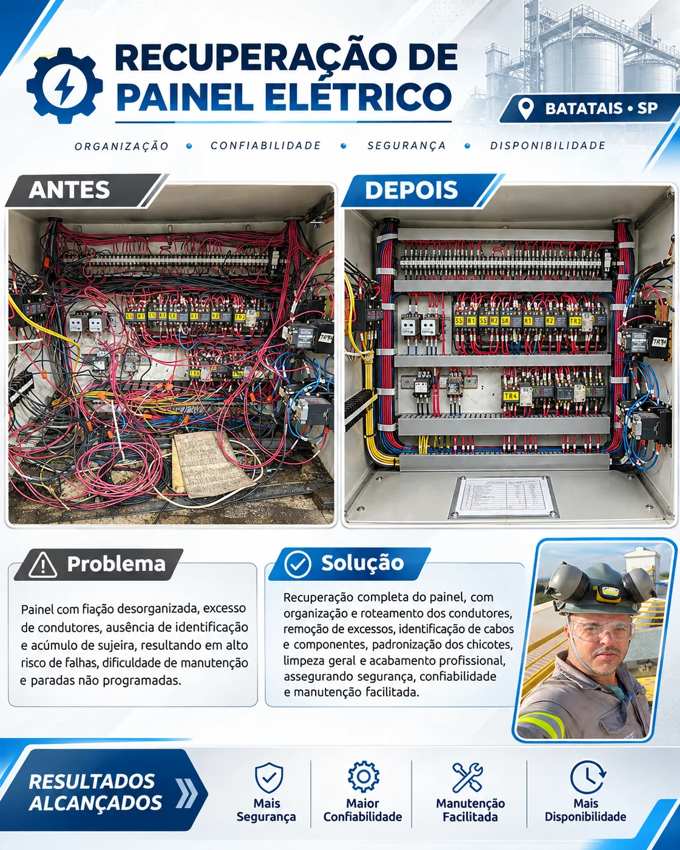 RECUPERAÇÃO DE
PAINEL ELÉTRICO
BATATAIS • SP
ORGANIZAÇÃO • CONFIABILIDADE • SEGURANÇA • DISPONIBILIDADE
ANTES
DEPOIS
TR4
Problema
Painel com fiação desorganizada, excesso
de condutores, ausência de identificação
e acúmulo de sujeira, resultando em alto
risco de falhas, dificuldade de manutenção
e paradas não programadas.
Solução
Recuperação completa do painel, com
organização e roteamento dos condutores,
remoção de excessos, identificação de cabos
e componentes, padronização dos chicotes,
limpeza geral e acabamento profissional,
assegurando segurança, confiabilidade
e manutenção facilitada.
RESULTADOS
ALCANÇADOS
Mais
Segurança
Maior
Confiabilidade
Manutenção
Facilitada
Mais
Disponibilidade